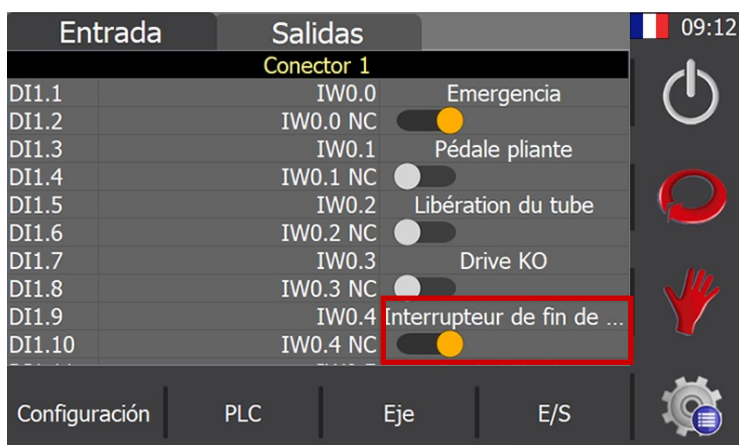 Entrada Salidas 09:12
Conector 1
DI1.1 IW0.0 Emergencia
DI1.2 IW0.0 NC
DI1.3 IW0.1 Pédale pliante
DI1.4 IW0.1 NC
DI1.5 IW0.2 Libération du tube
DI1.6 IW0.2 NC
DI1.7 IW0.3 Drive KO
DI1.8 IW0.3 NC
DI1.9 IW0.4 Interrupteur de fin de ...
DI1.10 IW0.4 NC
Configuración PLC Eje E/S